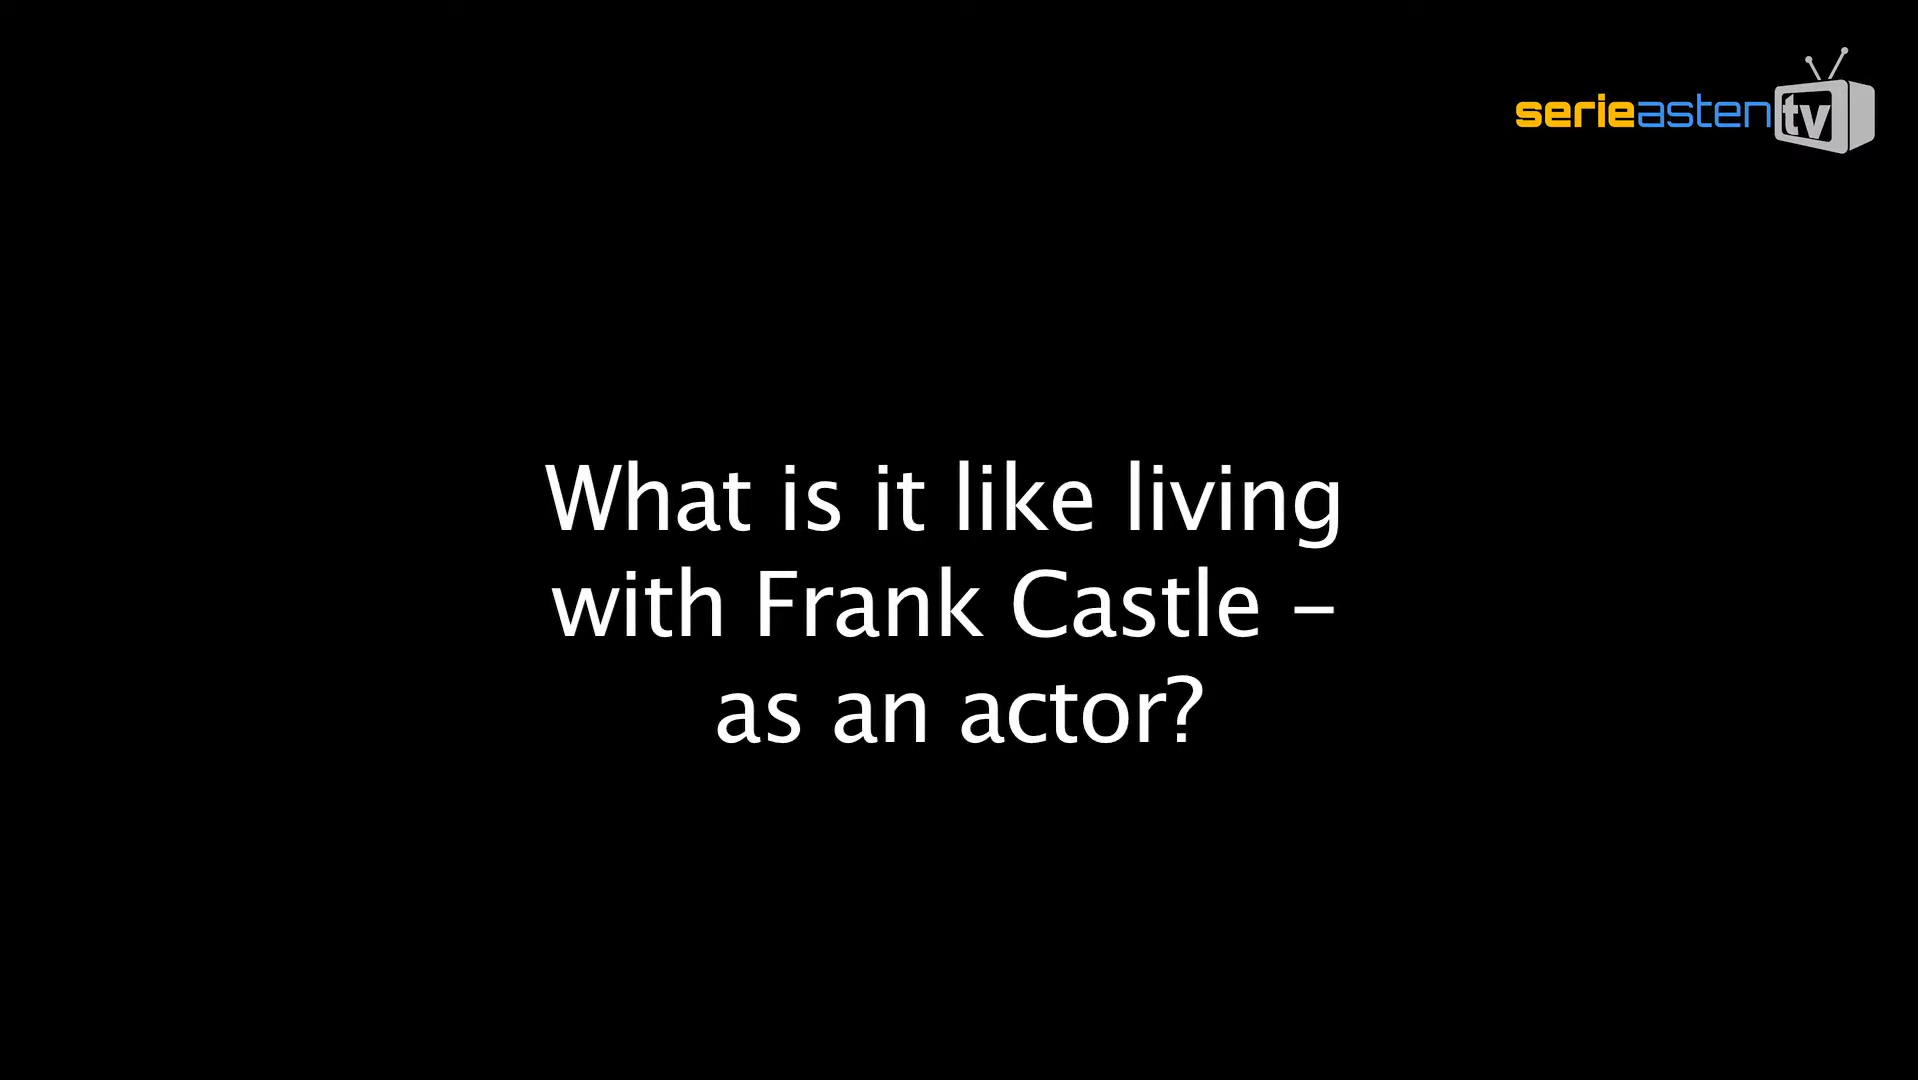 serieastentv
What is it like living
with Frank Castle –
as an actor?